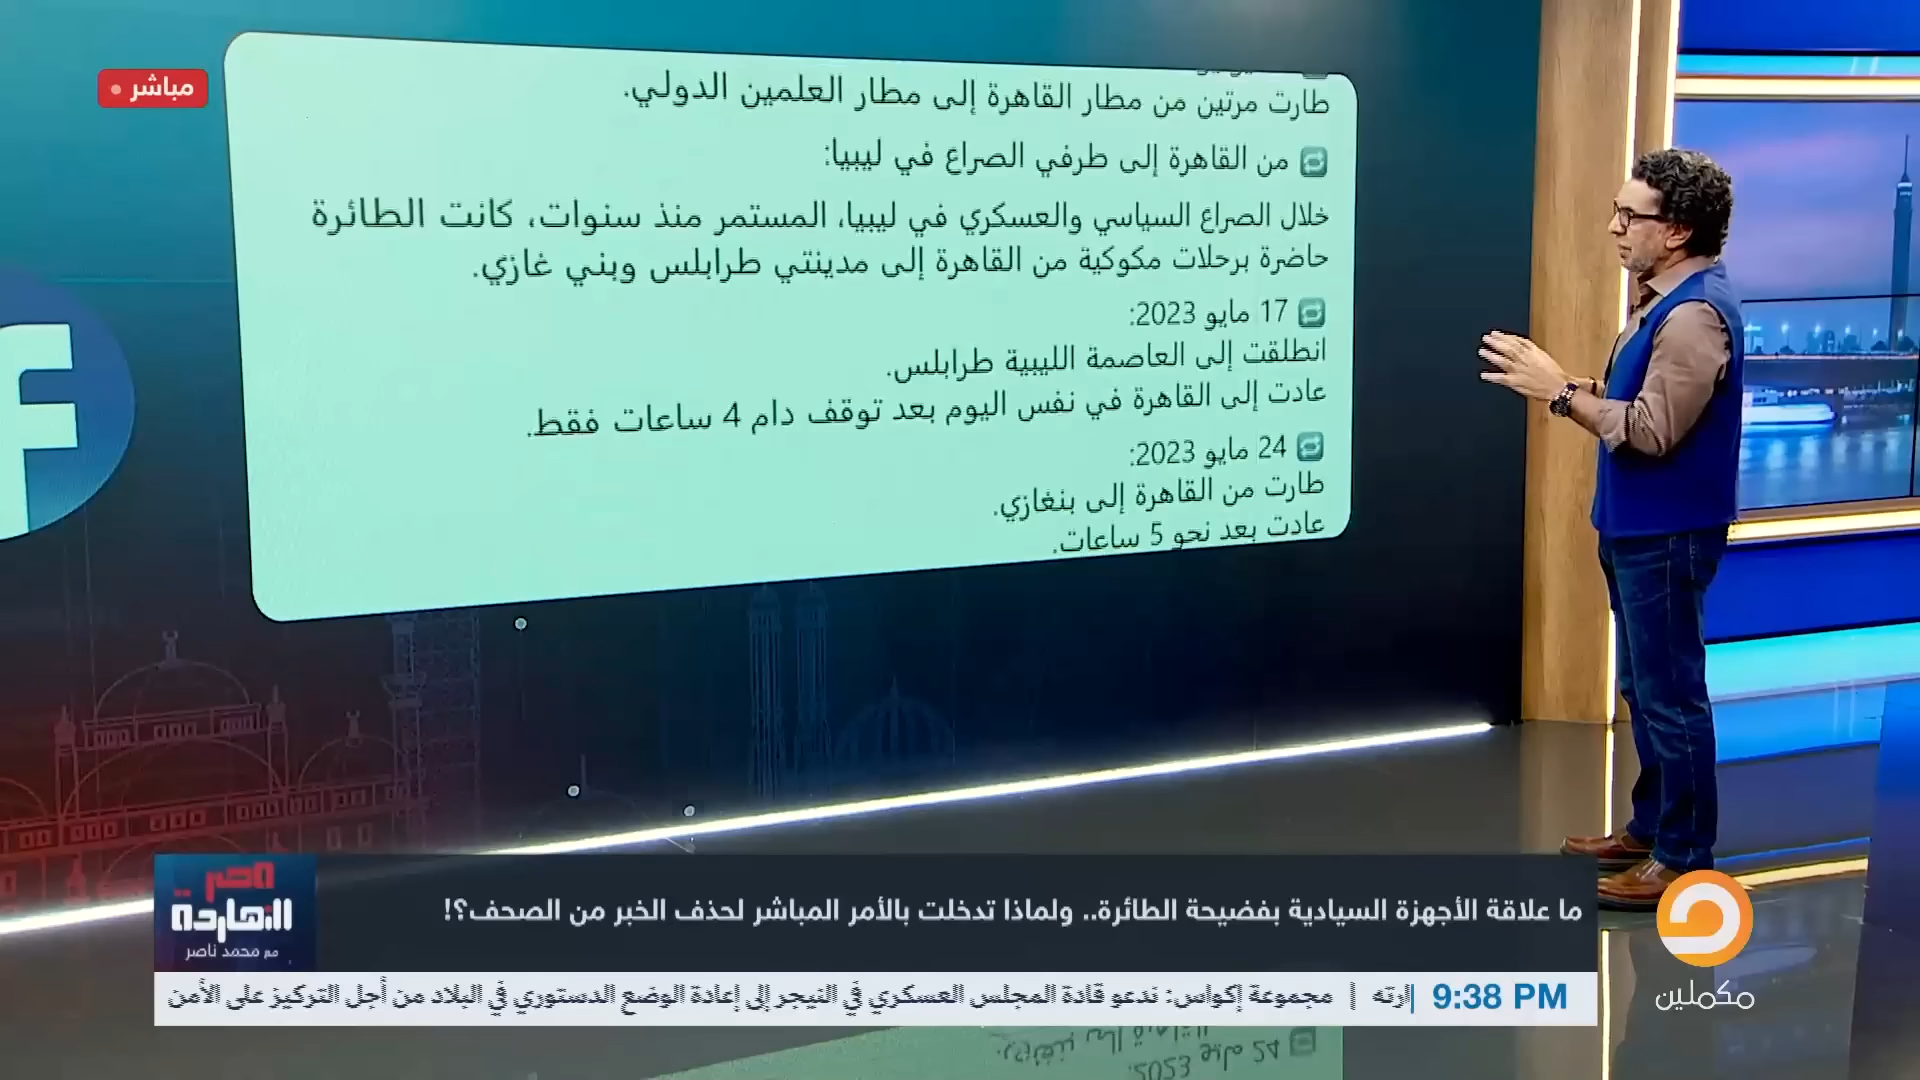 مباشر
طارت مرتين من مطار القاهرة إلى مطار العلمين الدولي.
من القاهرة إلى طرفي الصراع في ليبيا:
خلال الصراع السياسي والعسكري في ليبيا، المستمر منذ سنوات، كانت الطائرة
حاضرة برحلات مكوكية من القاهرة إلى مدينتي طرابلس وبني غازي.
17 مايو 2023:
انطلقت إلى العاصمة الليبية طرابلس.
عادت إلى القاهرة في نفس اليوم بعد توقف دام 4 ساعات فقط.
24 مايو 2023:
طارت من القاهرة إلى بنغازي.
عادت بعد نحو 5 ساعات.
f
مصر
النهاردة
مع محمد ناصر
ما علاقة الأجهزة السيادية بفضيحة الطائرة.. ولماذا تدخلت بالأمر المباشر لحذف الخبر من الصحف؟!
9:38 PM
مجموعة إكواس: ندعو قادة المجلس العسكري في النيجر إلى إعادة الوضع الدستوري في البلاد من أجل التركيز على الأمن
مكملين